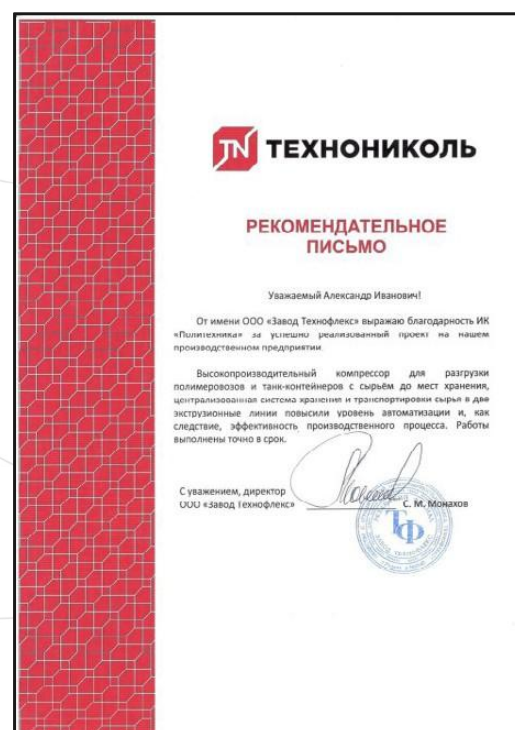 TN ТЕХНОНИКОЛЬ
РЕКОМЕНДАТЕЛЬНОЕ
ПИСЬМО
Уважаемый Александр Иванович!
От имени ООО «Завод Технофлекс» выражаю благодарность ИК
«Политехника» за успешно реализованный проект на нашем
производственном предприятии
Высокопроизводительный компрессор для разгрузки
полимеровозов и танк-контейнеров с сырьём до мест хранения,
централизованная система хранения и транспортировки сырья в две
экструзионные линии повысили уровень автоматизации и, как
следствие, эффективность производственного процесса. Работы
выполнены точно в срок.
С уважением, директор
ООО «Завод Технофлекс» С. М. Монахов
ТФ